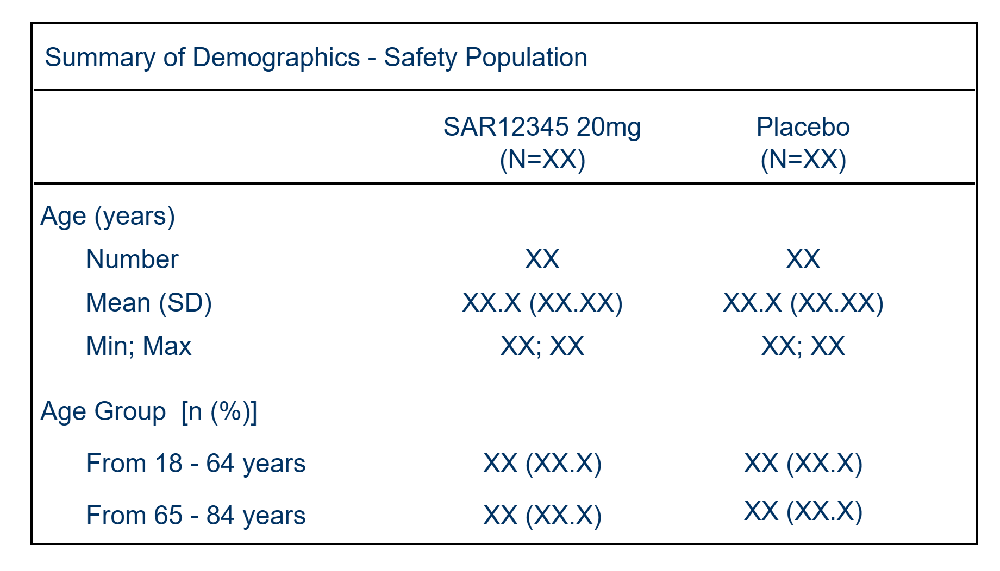 Summary of Demographics - Safety Population
SAR12345 20mg Placebo
(N=XX) (N=XX)
Age (years)
Number XX XX
Mean (SD) XX.X (XX.XX) XX.X (XX.XX)
Min; Max XX; XX XX; XX
Age Group [n (%)]
From 18 - 64 years XX (XX.X) XX (XX.X)
From 65 - 84 years XX (XX.X) XX (XX.X)